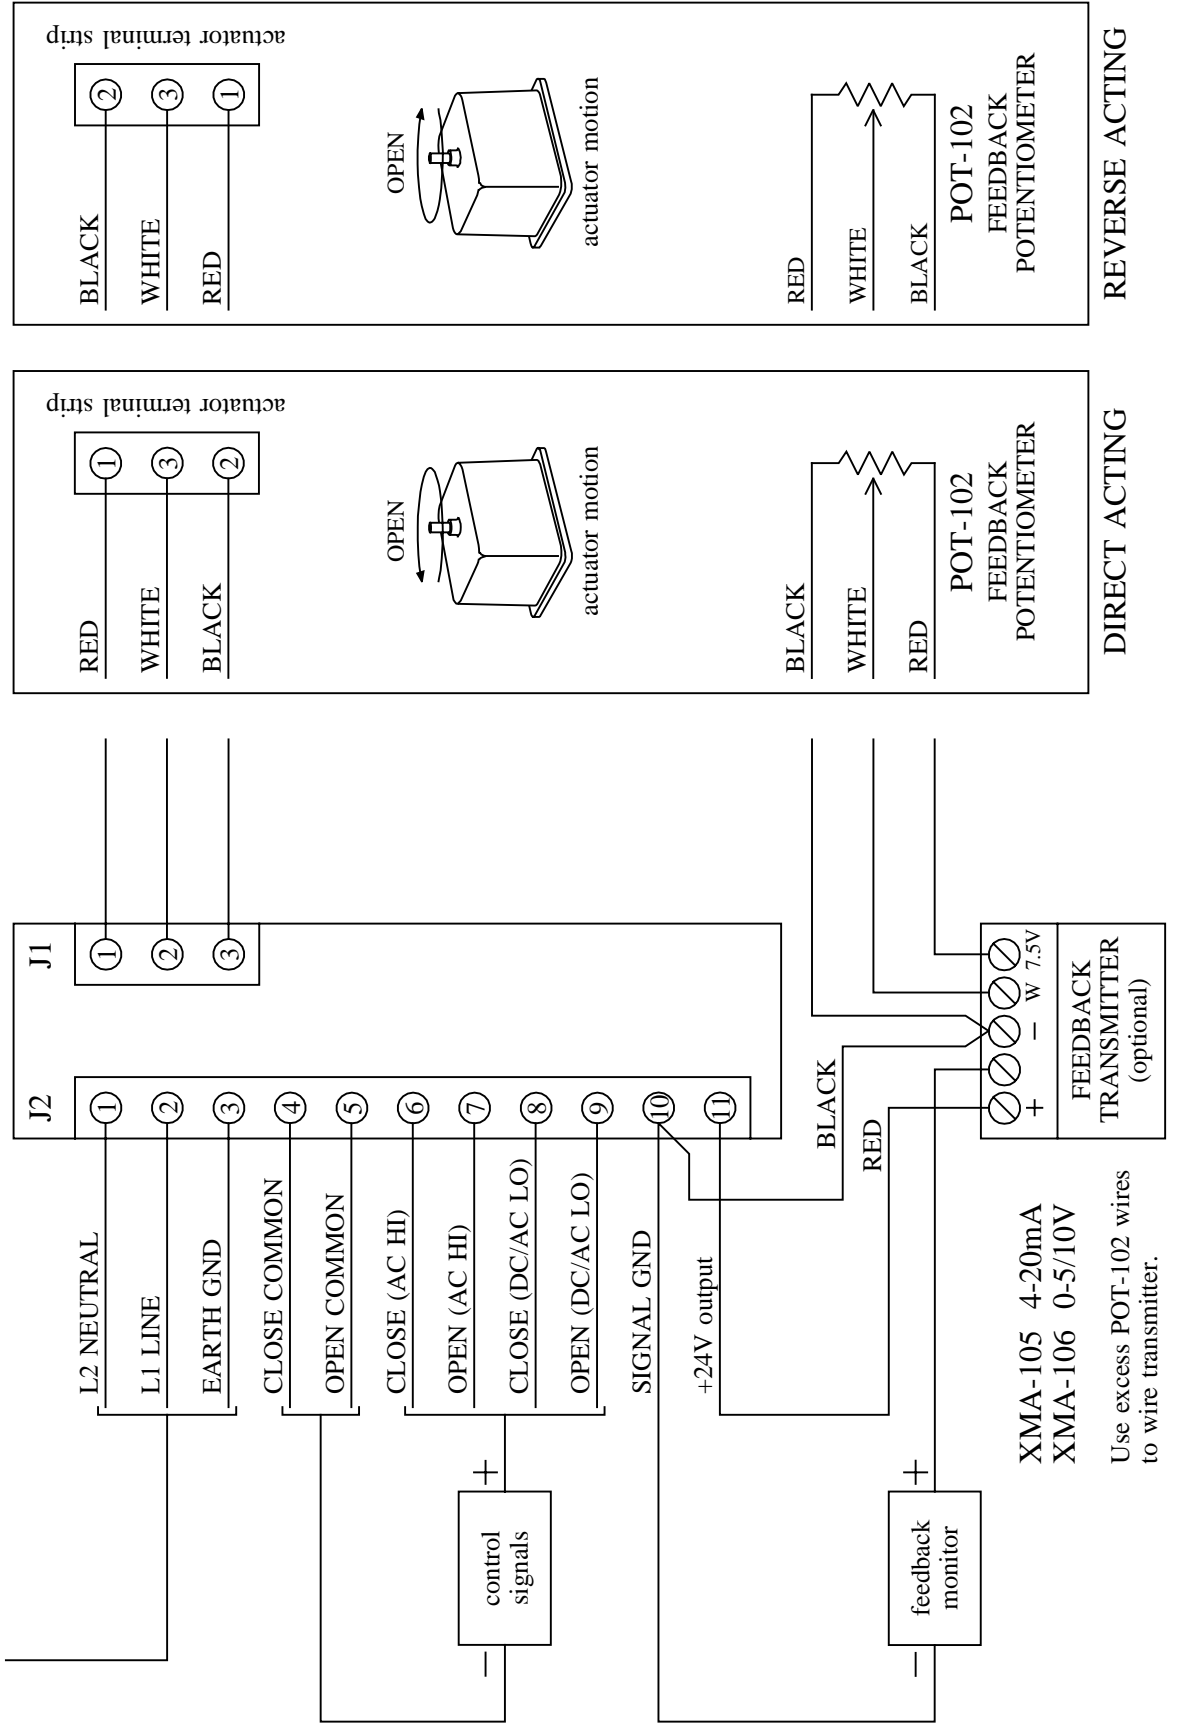 J2
J1
1
2
3
4
5
6
7
8
9
10
11
1
2
3
L2 NEUTRAL
L1 LINE
EARTH GND
CLOSE COMMON
OPEN COMMON
CLOSE (AC HI)
OPEN (AC HI)
CLOSE (DC/AC LO)
OPEN (DC/AC LO)
SIGNAL GND
+24V output
+
control
signals
−
+
feedback
monitor
−
BLACK
RED
+
−
W
7.5V
FEEDBACK
TRANSMITTER
(optional)
XMA-105 4-20mA
XMA-106 0-5/10V
Use excess POT-102 wires
to wire transmitter.
actuator terminal strip
RED
1
WHITE
3
BLACK
2
OPEN
actuator motion
BLACK
WHITE
RED
POT-102
FEEDBACK
POTENTIOMETER
DIRECT ACTING
actuator terminal strip
BLACK
2
WHITE
3
RED
1
OPEN
actuator motion
RED
WHITE
BLACK
POT-102
FEEDBACK
POTENTIOMETER
REVERSE ACTING